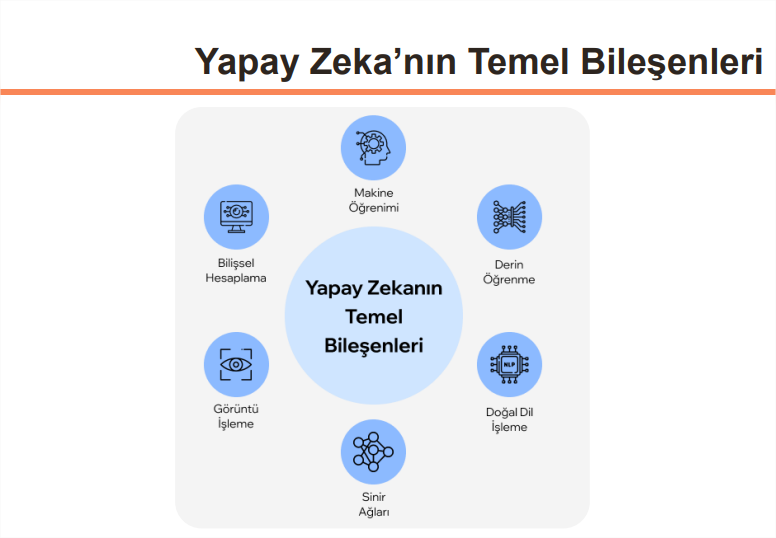 Yapay Zeka’nın Temel Bileşenleri
Makine
Öğrenimi
Bilişsel
Hesaplama
Derin
Öğrenme
Yapay Zekanın
Temel
Bileşenleri
Görüntü
İşleme
NLP
Doğal Dil
İşleme
Sinir
Ağları